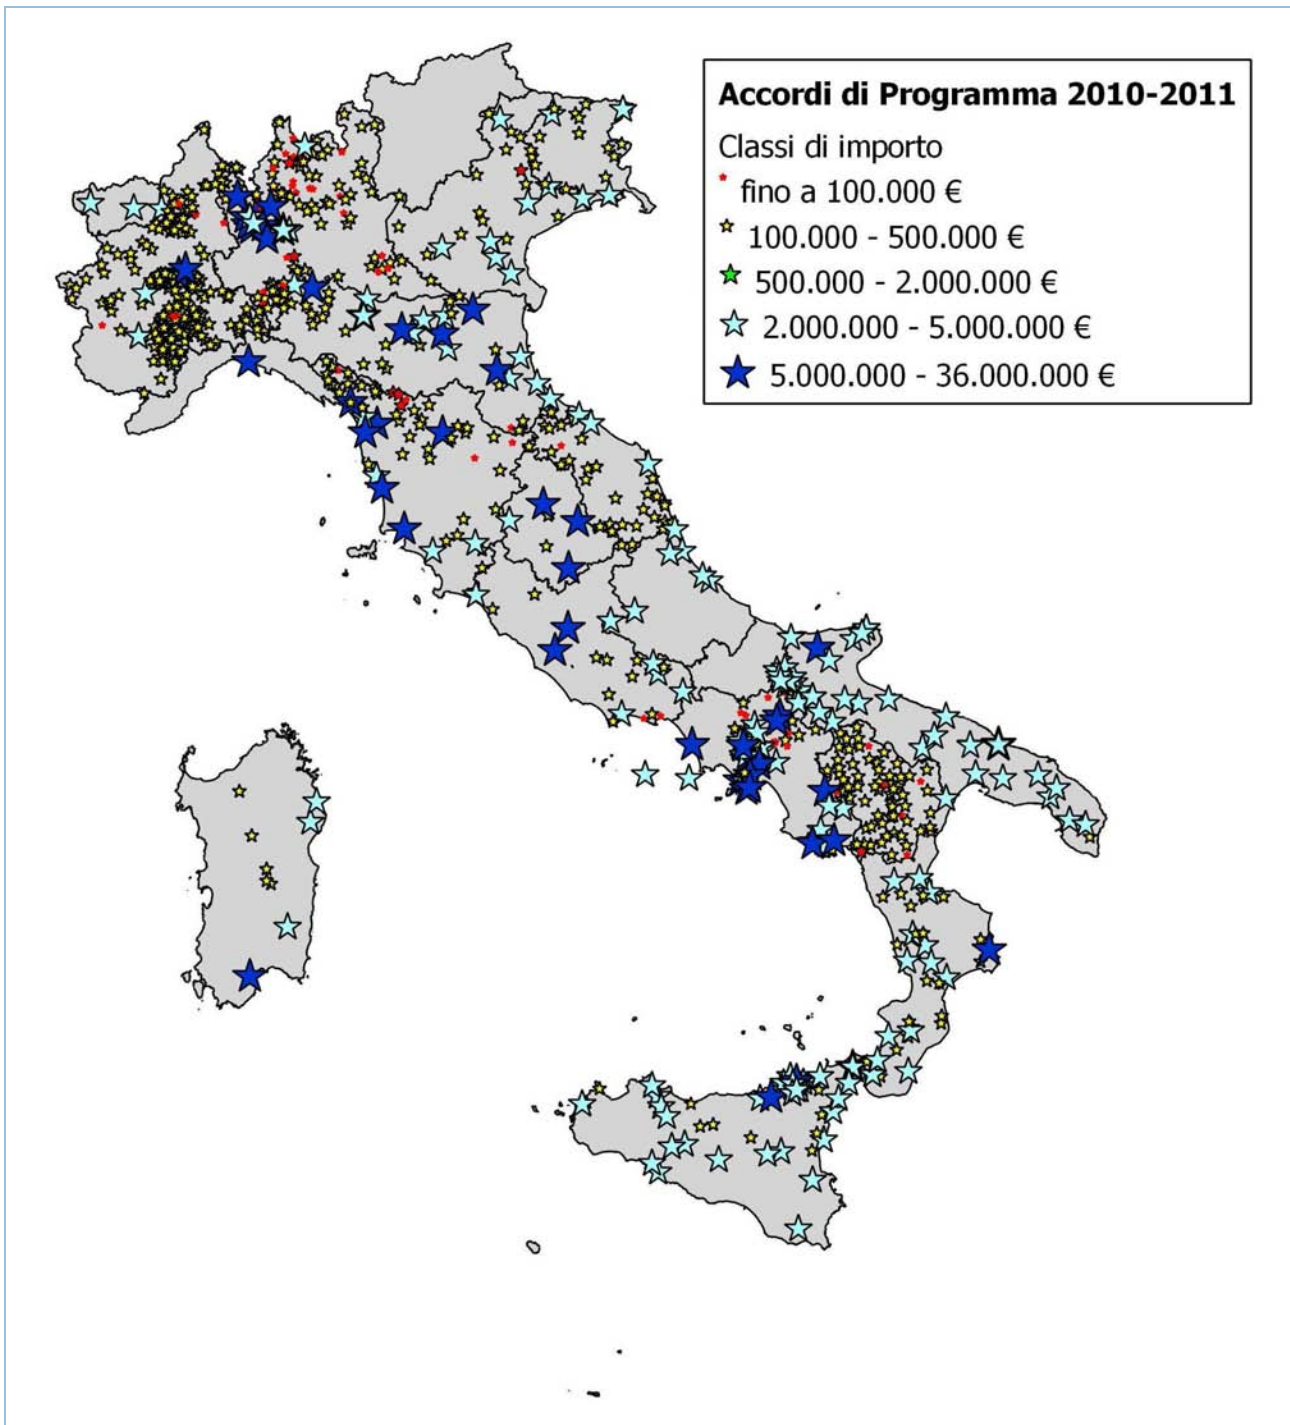 Accordi di Programma 2010-2011
Classi di importo
fino a 100.000 €
100.000 - 500.000 €
500.000 - 2.000.000 €
2.000.000 - 5.000.000 €
5.000.000 - 36.000.000 €